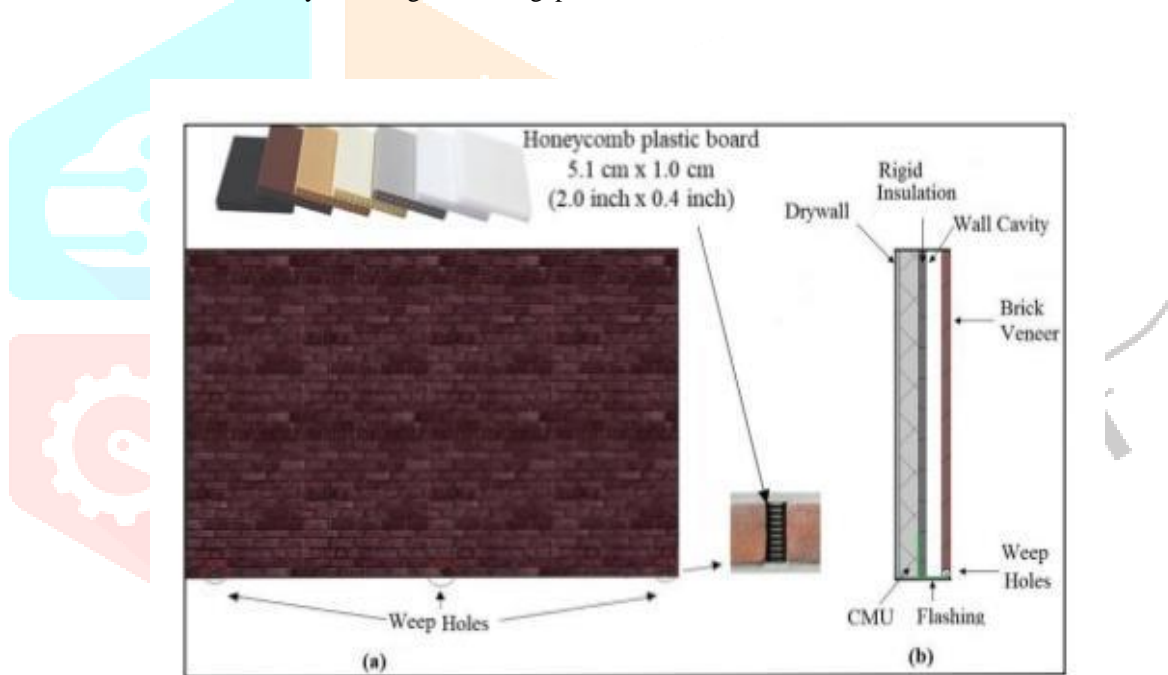 Honeycomb plastic board
5.1 cm x 1.0 cm
(2.0 inch x 0.4 inch)
Rigid
Insulation
Drywall
Wall Cavity
Brick
Veneer
Weep
Holes
CMU
Flashing
Weep Holes
(a)
(b)